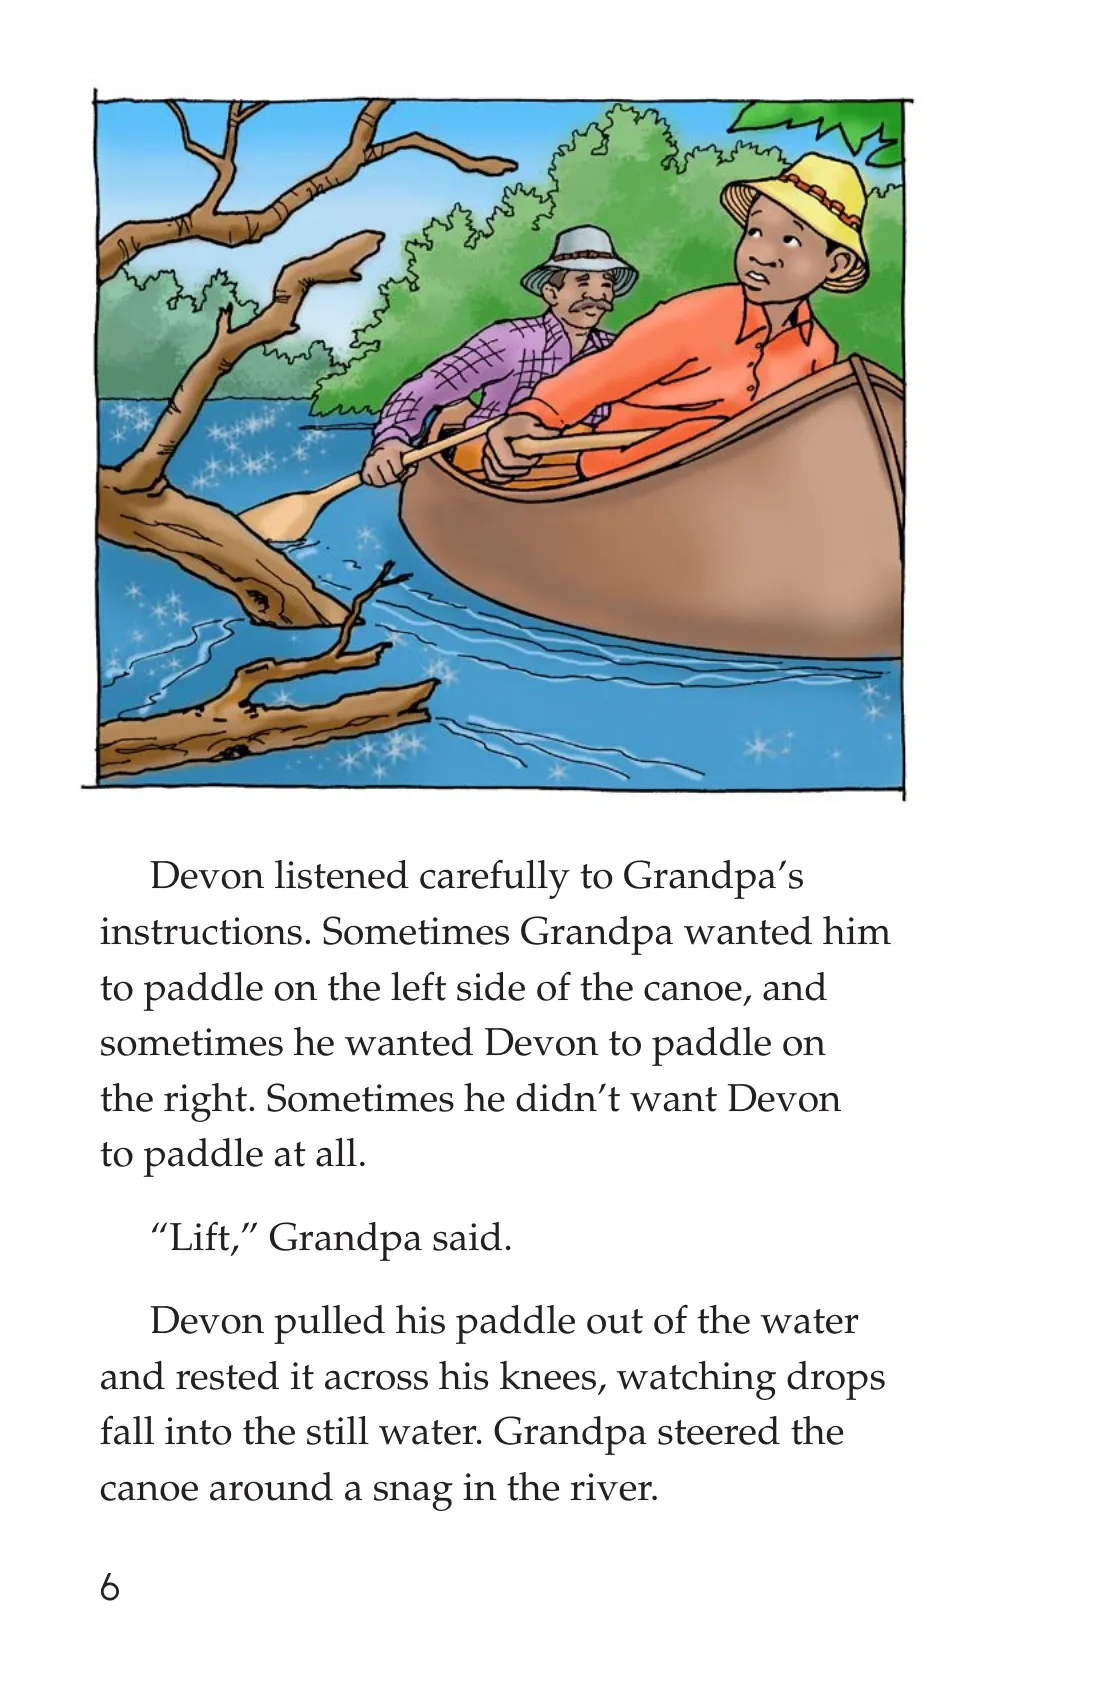 Devon listened carefully to Grandpa’s
instructions. Sometimes Grandpa wanted him
to paddle on the left side of the canoe, and
sometimes he wanted Devon to paddle on
the right. Sometimes he didn’t want Devon
to paddle at all.
“Lift,” Grandpa said.
Devon pulled his paddle out of the water
and rested it across his knees, watching drops
fall into the still water. Grandpa steered the
canoe around a snag in the river.
6